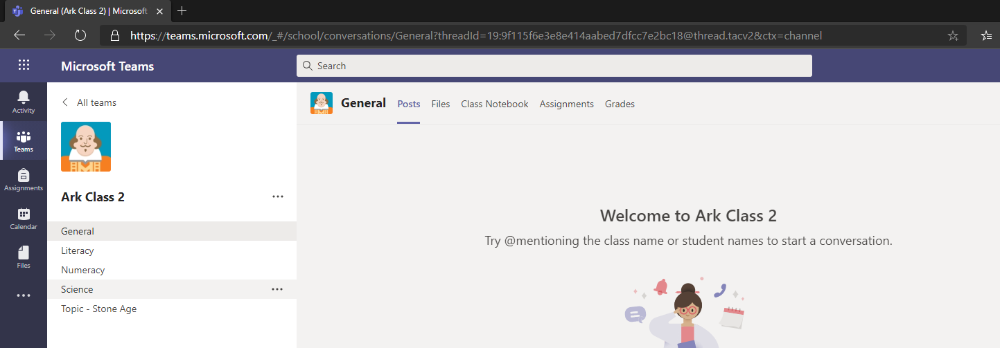 General (Ark Class 2) | Microsoft
https://teams.microsoft.com/_#/school/conversations/General?threadId=19:9f115f6e3e8e414aabed7dfcc7e2bc18@thread.tacv2&ctx=channel
Microsoft Teams
Search
Activity
Teams
Assignments
Calendar
Files
All teams
Ark Class 2
General
Literacy
Numeracy
Science
Topic - Stone Age
General Posts Files Class Notebook Assignments Grades
Welcome to Ark Class 2
Try @mentioning the class name or student names to start a conversation.